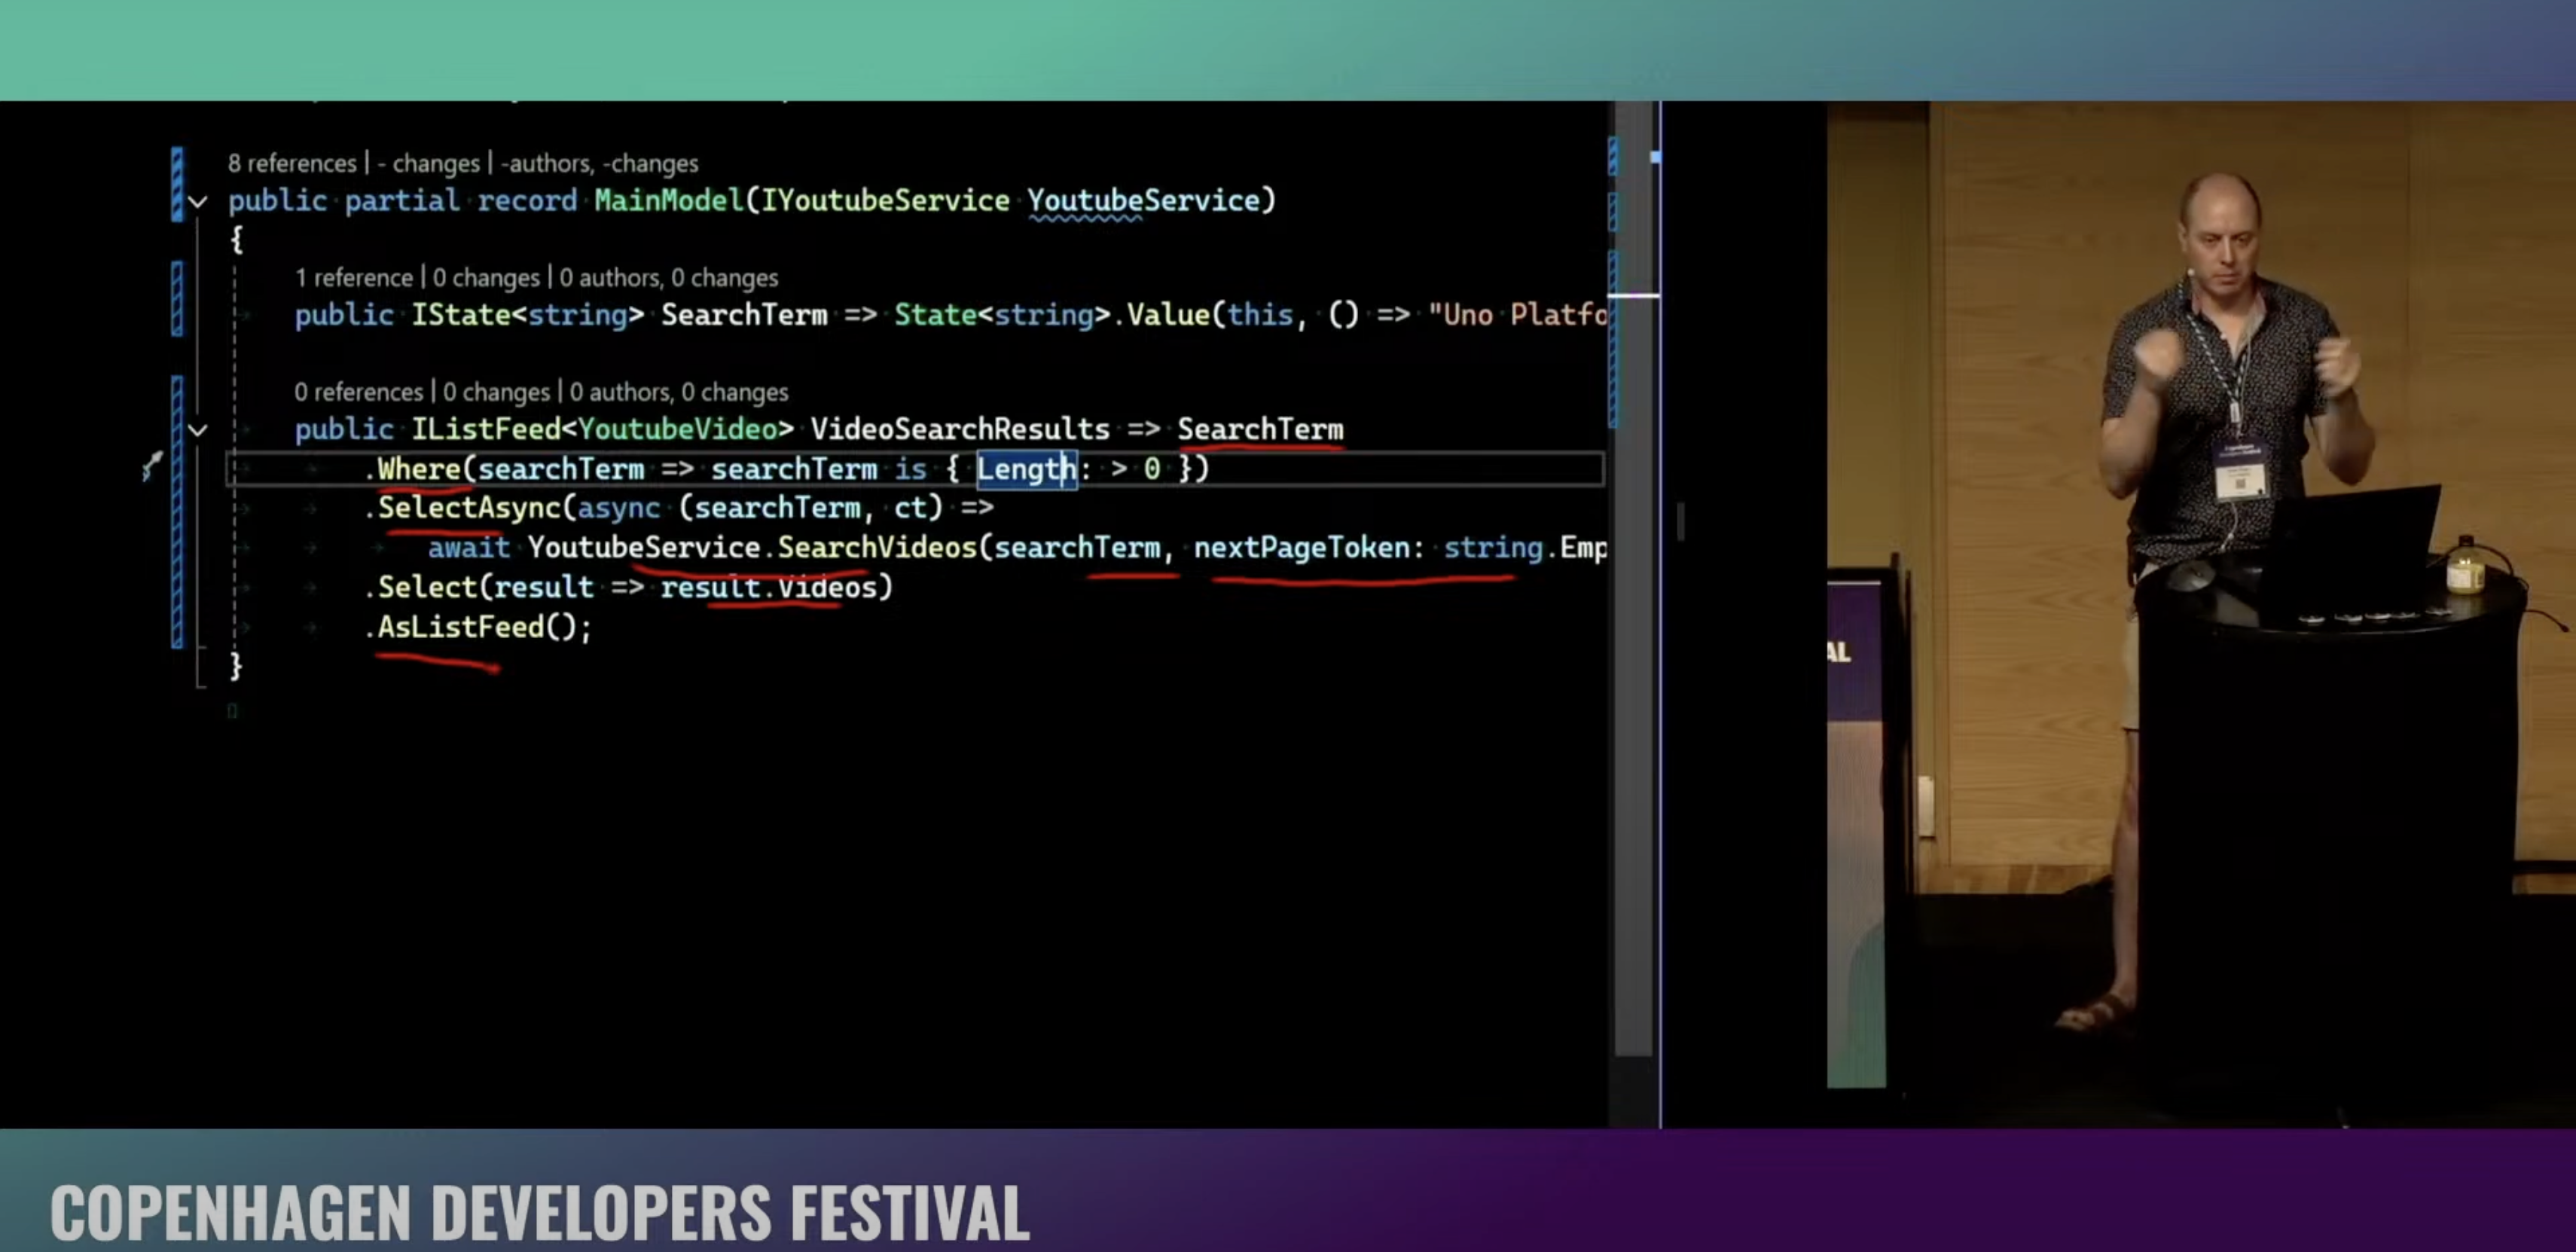 8 references | - changes | -authors, -changes
public partial record MainModel(IYoutubeService YoutubeService)
{
1 reference | 0 changes | 0 authors, 0 changes
public IState<string> SearchTerm => State<string>.Value(this, () => "Uno Platfo
0 references | 0 changes | 0 authors, 0 changes
public IListFeed<YoutubeVideo> VideoSearchResults => SearchTerm
.Where(searchTerm => searchTerm is { Length: > 0 })
.SelectAsync(async (searchTerm, ct) =>
await YoutubeService.SearchVideos(searchTerm, nextPageToken: string.Emp
.Select(result => result.Videos)
.AsListFeed();
}
AL
COPENHAGEN DEVELOPERS FESTIVAL